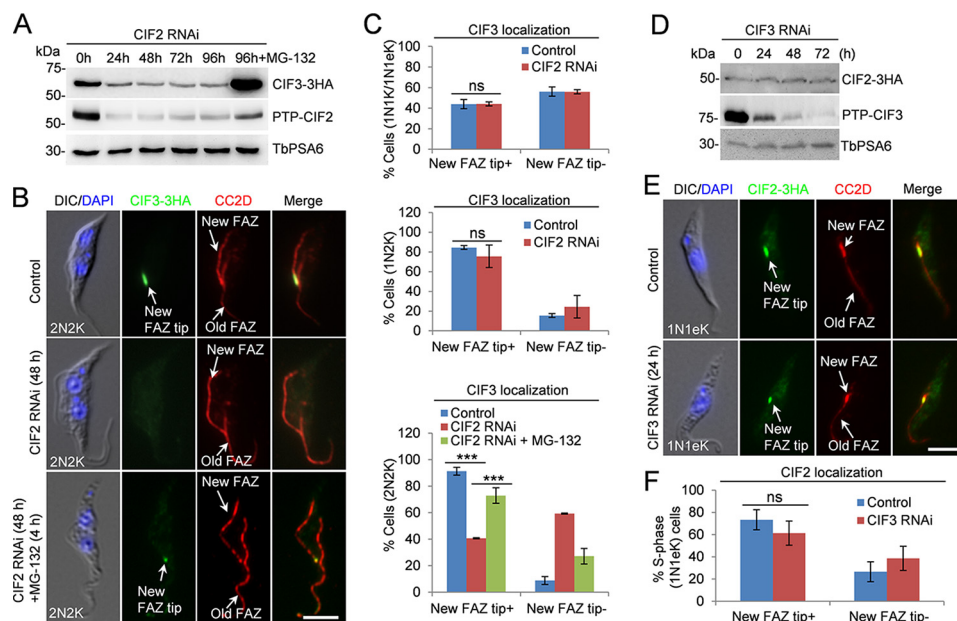 A
CIF2 RNAi
kDa
0h 24h 48h 72h 96h 96h+MG-132
75-
CIF3-3HA
50-
PTP-CIF2
30-
TbPSA6
B
DIC/DAPI CIF3-3HA CC2D Merge
Control
2N2K
New FAZ tip
New FAZ
Old FAZ
CIF2 RNAi (48 h)
2N2K
New FAZ
Old FAZ
CIF2 RNAi (48 h) +MG-132 (4 h)
2N2K
New FAZ tip
New FAZ
Old FAZ
C
CIF3 localization
% Cells (1N1K/1N1eK)
100
80
60
40
20
0
Control
CIF2 RNAi
ns
New FAZ tip+ New FAZ tip-
CIF3 localization
% Cells (1N2K)
100
80
60
40
20
0
Control
CIF2 RNAi
ns
New FAZ tip+ New FAZ tip-
CIF3 localization
% Cells (2N2K)
100
80
60
40
20
0
Control
CIF2 RNAi
CIF2 RNAi + MG-132
***
***
New FAZ tip+ New FAZ tip-
D
CIF3 RNAi
kDa 0 24 48 72 (h)
50-
CIF2-3HA
75-
PTP-CIF3
30-
TbPSA6
E
DIC/DAPI CIF2-3HA CC2D Merge
Control
1N1eK
New FAZ tip
New FAZ
Old FAZ
CIF3 RNAi (24 h)
1N1eK
New FAZ tip
New FAZ
Old FAZ
F
CIF2 localization
% S-phase (1N1eK) cells
100
80
60
40
20
0
Control
CIF3 RNAi
ns
New FAZ tip+ New FAZ tip-